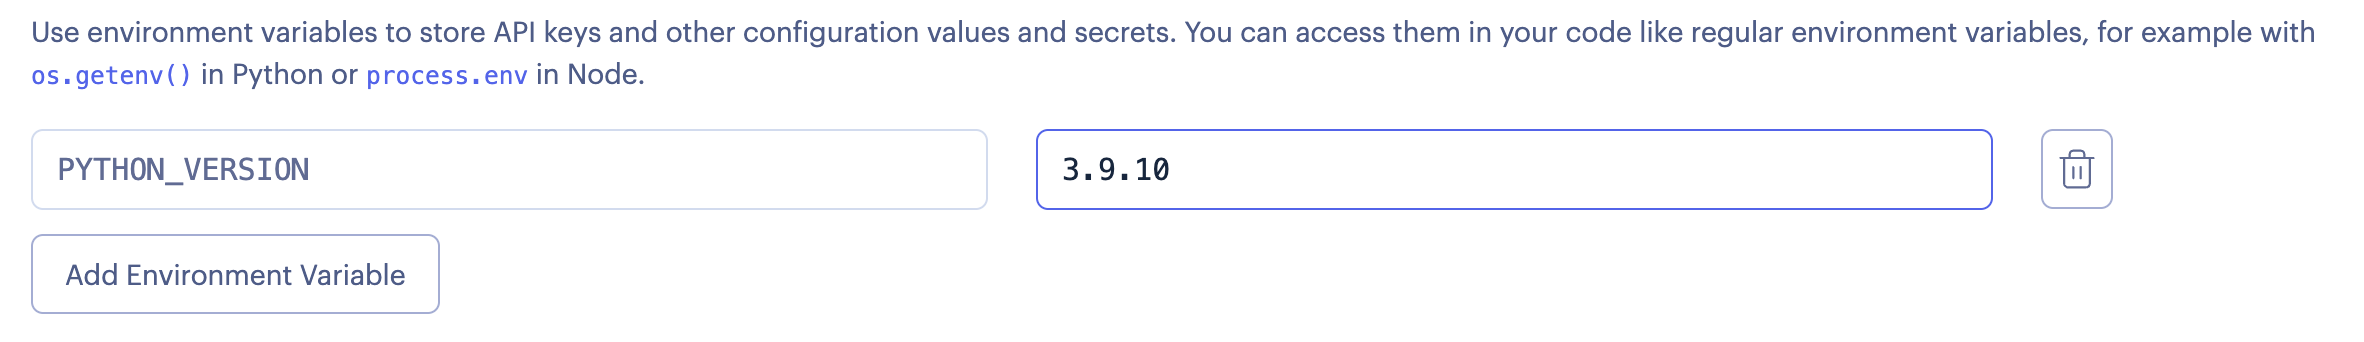 Use environment variables to store API keys and other configuration values and secrets. You can access them in your code like regular environment variables, for example with
os.getenv() in Python or process.env in Node.
PYTHON_VERSION 3.9.10
Add Environment Variable